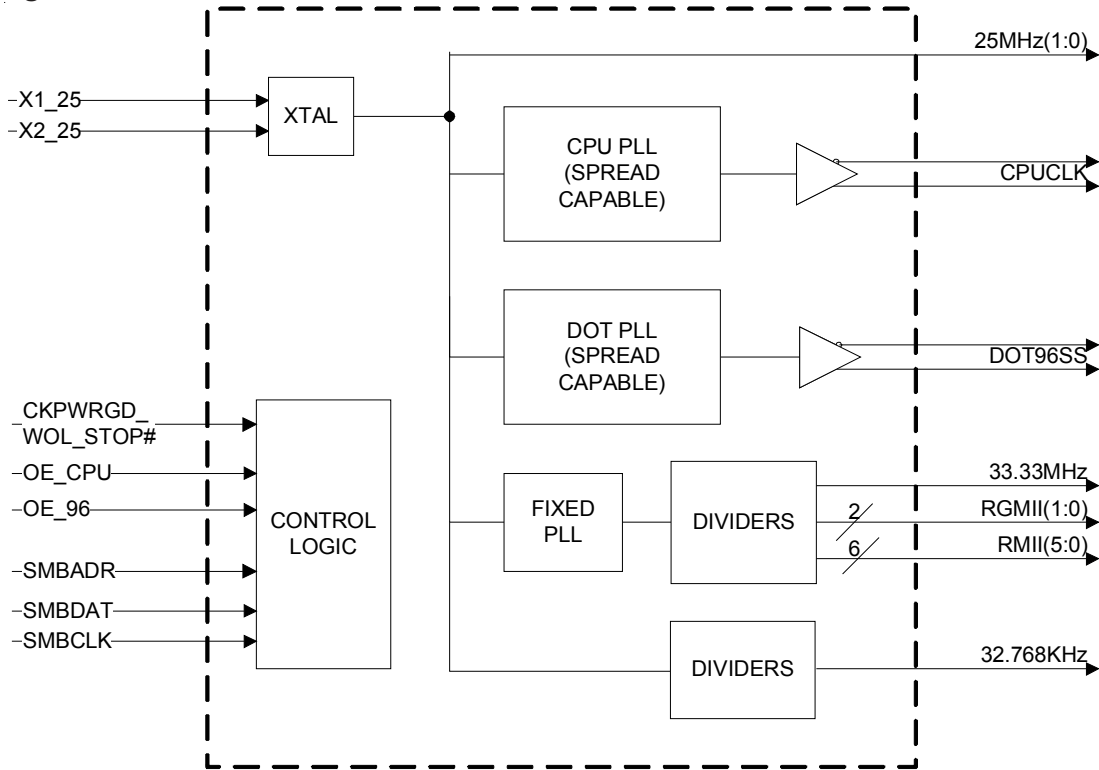 25MHz(1:0)
X1_25
X2_25
XTAL
CPU PLL
(SPREAD
CAPABLE)
CPUCLK
DOT PLL
(SPREAD
CAPABLE)
DOT96SS
CKPWRGD_
WOL_STOP#
OE_CPU
OE_96
SMBADR
SMBDAT
SMBCLK
CONTROL
LOGIC
FIXED
PLL
DIVIDERS
33.33MHz
2
RGMII(1:0)
6
RMII(5:0)
DIVIDERS
32.768KHz